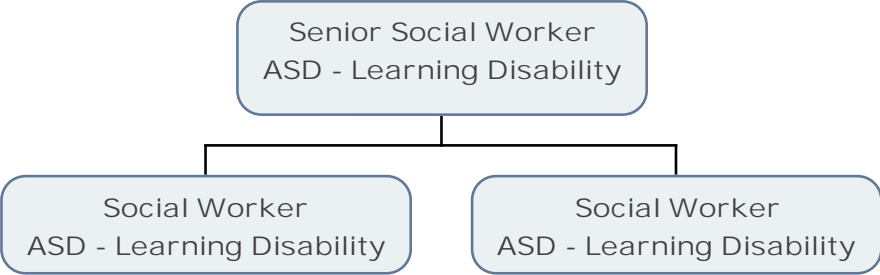 Senior Social Worker
ASD - Learning Disability
Social Worker
ASD - Learning Disability
Social Worker
ASD - Learning Disability